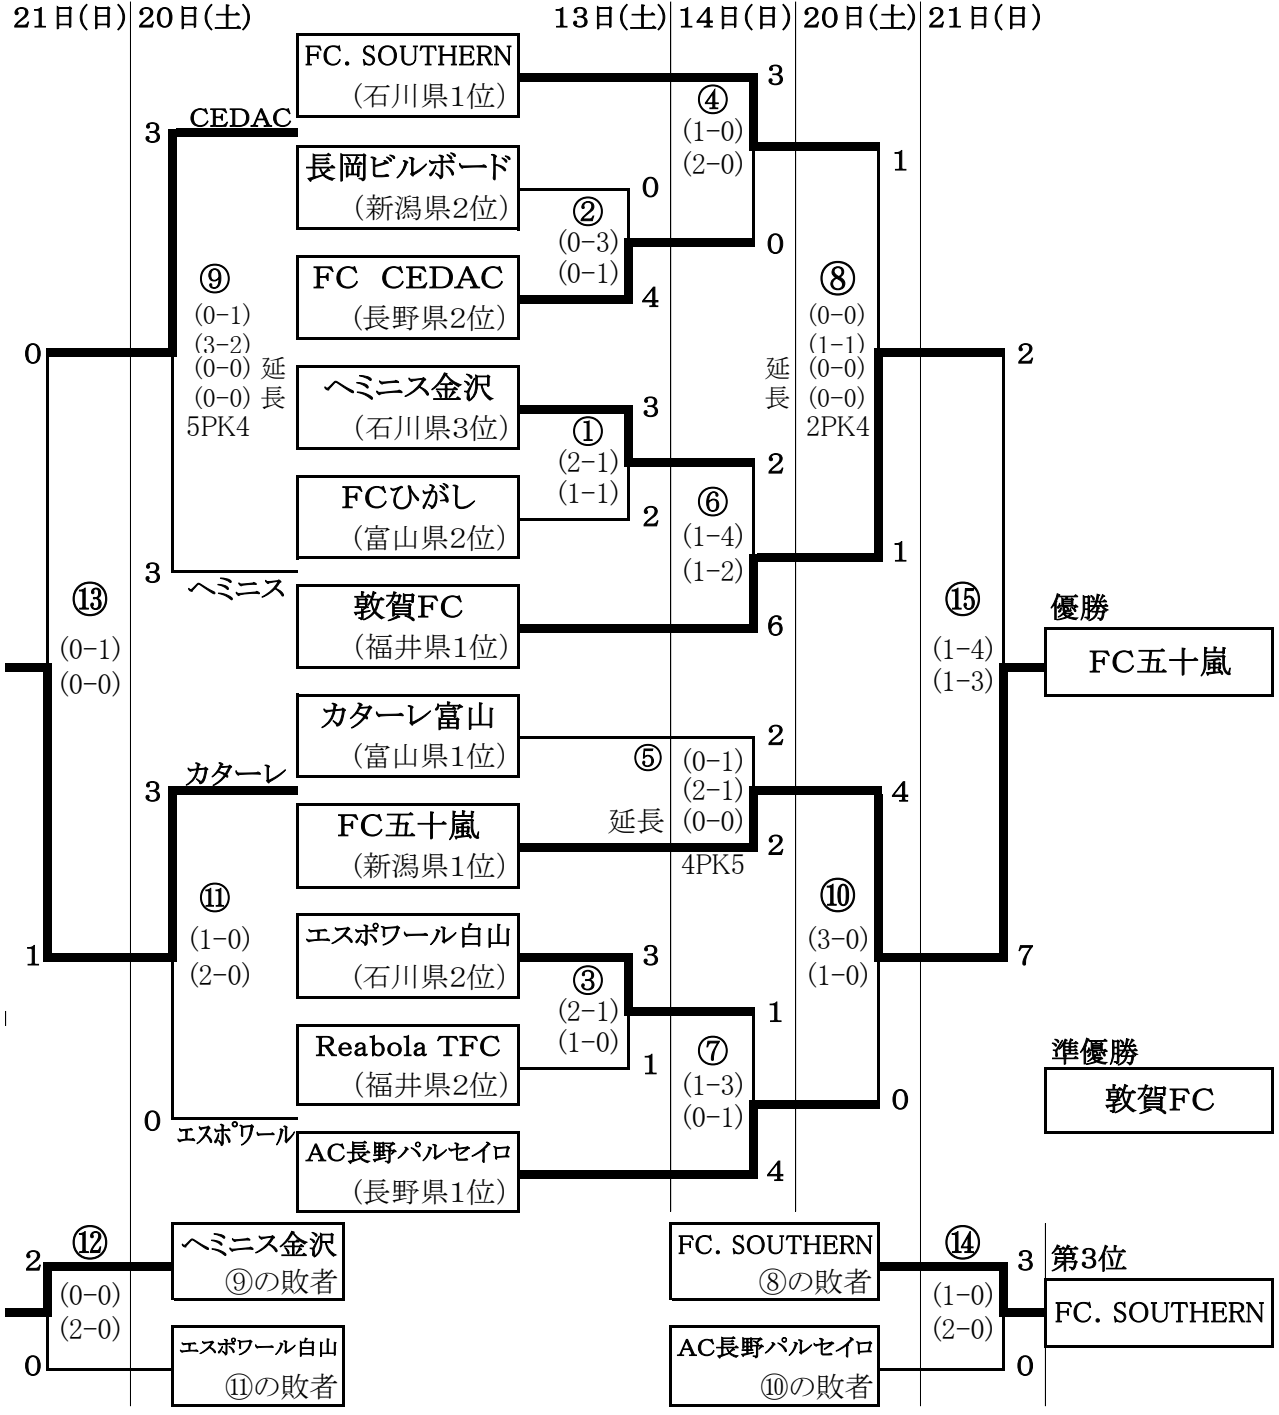 21日(日) 20日(土) 13日(土) 14日(日) 20日(土) 21日(日)
FC. SOUTHERN
(石川県1位)
長岡ビルボード
(新潟県2位)
FC CEDAC
(長野県2位)
ヘミニス金沢
(石川県3位)
FCひがし
(富山県2位)
敦賀FC
(福井県1位)
カターレ富山
(富山県1位)
FC五十嵐
(新潟県1位)
エスポワール白山
(石川県2位)
Reabola TFC
(福井県2位)
AC長野パルセイロ
(長野県1位)
CEDAC
3
⑨
(0-1)
(3-2)
(0-0) 延
(0-0) 長
5PK4
3
ヘミニス
0
⑬
(0-1)
(0-0)
1
カターレ
3
⑪
(1-0)
(2-0)
0
エスポワール
0
②
(0-3)
(0-1)
4
3
①
(2-1)
(1-1)
2
3
③
(2-1)
(1-0)
1
3
④
(1-0)
(2-0)
0
2
⑥
(1-4)
(1-2)
6
2
⑤ (0-1)
(2-1)
延長 (0-0)
2
4PK5
1
⑦
(1-3)
(0-1)
4
1
⑧
(0-0)
(1-1)
延 (0-0)
長 (0-0)
2PK4
1
4
⑩
(3-0)
(1-0)
0
2
⑮
(1-4)
(1-3)
7
優勝
FC五十嵐
準優勝
敦賀FC
2
⑫
(0-0)
(2-0)
0
ヘミニス金沢
⑨の敗者
エスポワール白山
⑪の敗者
FC. SOUTHERN
⑧の敗者
AC長野パルセイロ
⑩の敗者
⑭
(1-0)
(2-0)
3
0
第3位
FC. SOUTHERN